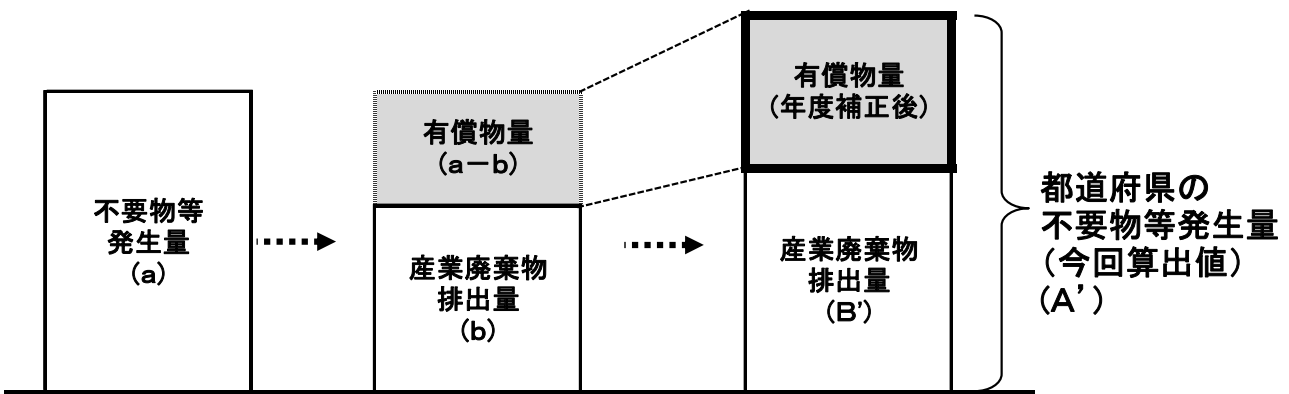 不要物等
発生量
(a)
有償物量
(a－b)
産業廃棄物
排出量
(b)
有償物量
(年度補正後)
産業廃棄物
排出量
(B’)
都道府県の
不要物等発生量
(今回算出値)
(A’)